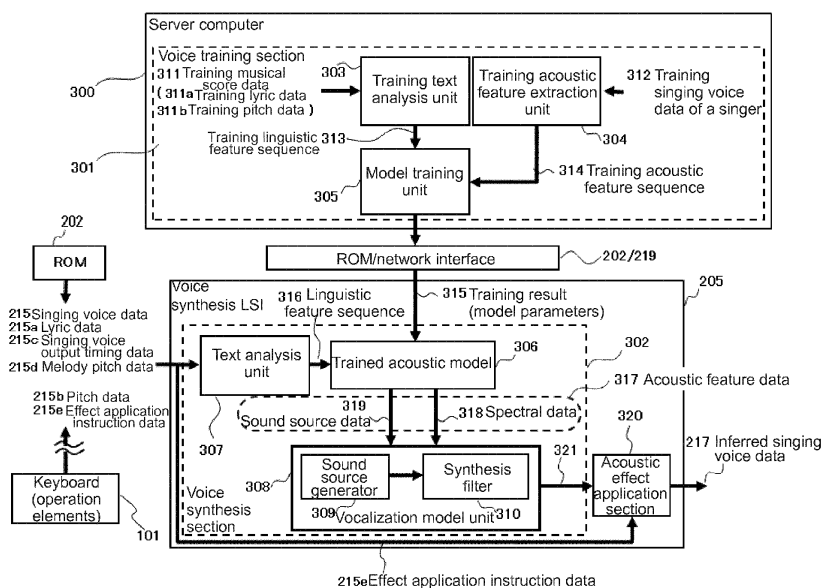 Server computer
Voice training section
311 Training musical
score data
( 311a Training lyric data
311b Training pitch data )
303
Training text
analysis unit
Training acoustic
feature extraction
unit
312 Training
singing voice
data of a singer
300
304
Training linguistic
feature sequence
313
301
305
Model training
unit
314 Training acoustic
feature sequence
202
ROM
ROM/network interface
202/219
205
Voice
synthesis LSI
316 Linguistic
feature sequence
315 Training result
(model parameters)
215 Singing voice data
215a Lyric data
215c Singing voice
output timing data
215d Melody pitch data
Text analysis
unit
Trained acoustic model
306
302
317 Acoustic feature data
215b Pitch data
215e Effect application
instruction data
307
319
Sound source data
318 Spectral data
320
308
Sound
source
generator
Synthesis
filter
321
Acoustic
effect
application
section
217 Inferred singing
voice data
Keyboard
(operation
elements)
101
Voice
synthesis
section
309
310
Vocalization model unit
215e Effect application instruction data